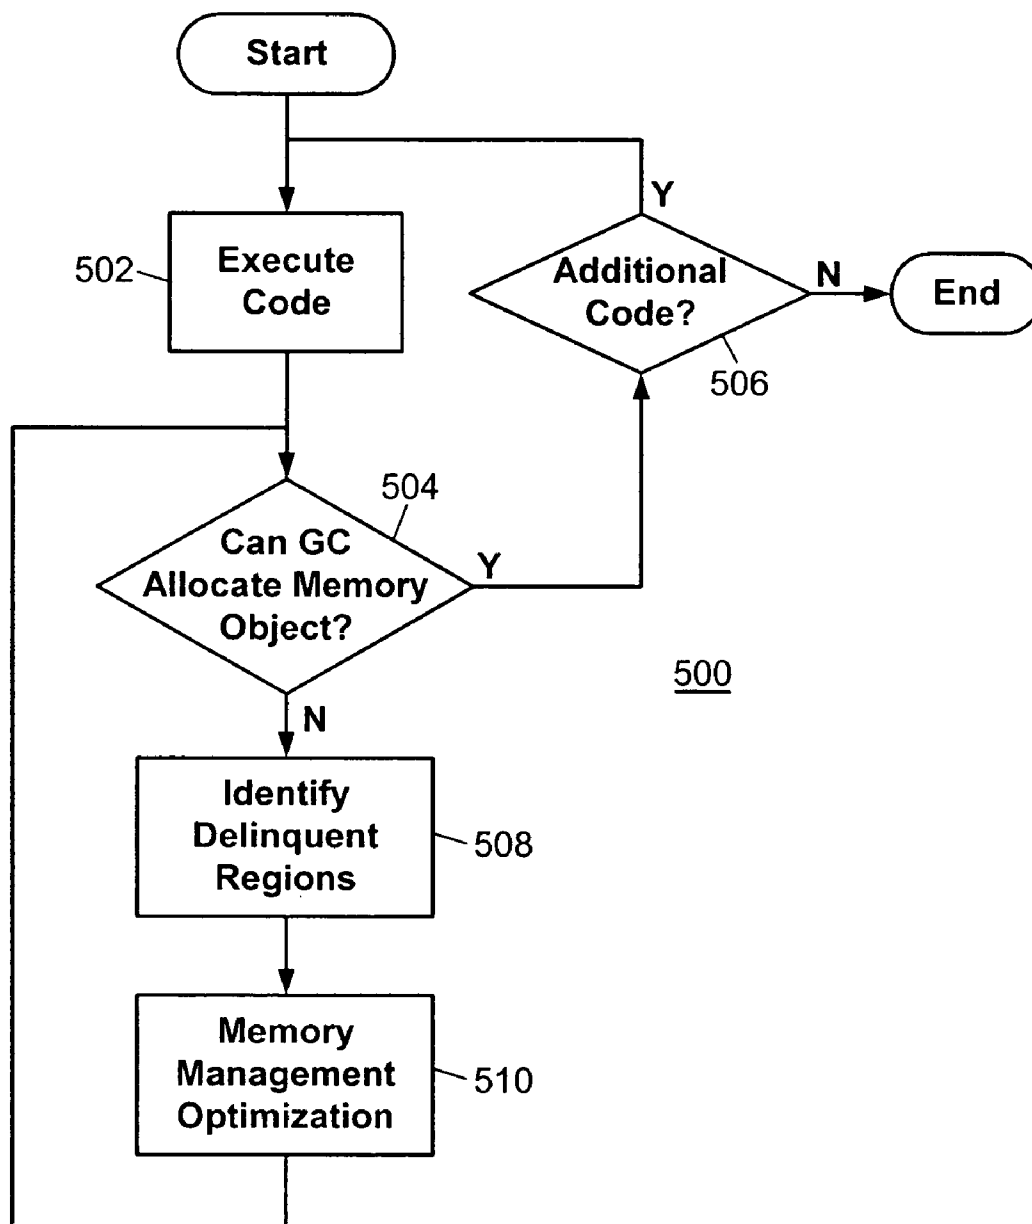 Start
Y
502
Execute
Code
Additional
Code?
N
End
506
504
Can GC
Allocate Memory
Object?
Y
500
N
Identify
Delinquent
Regions
508
Memory
Management
Optimization
510